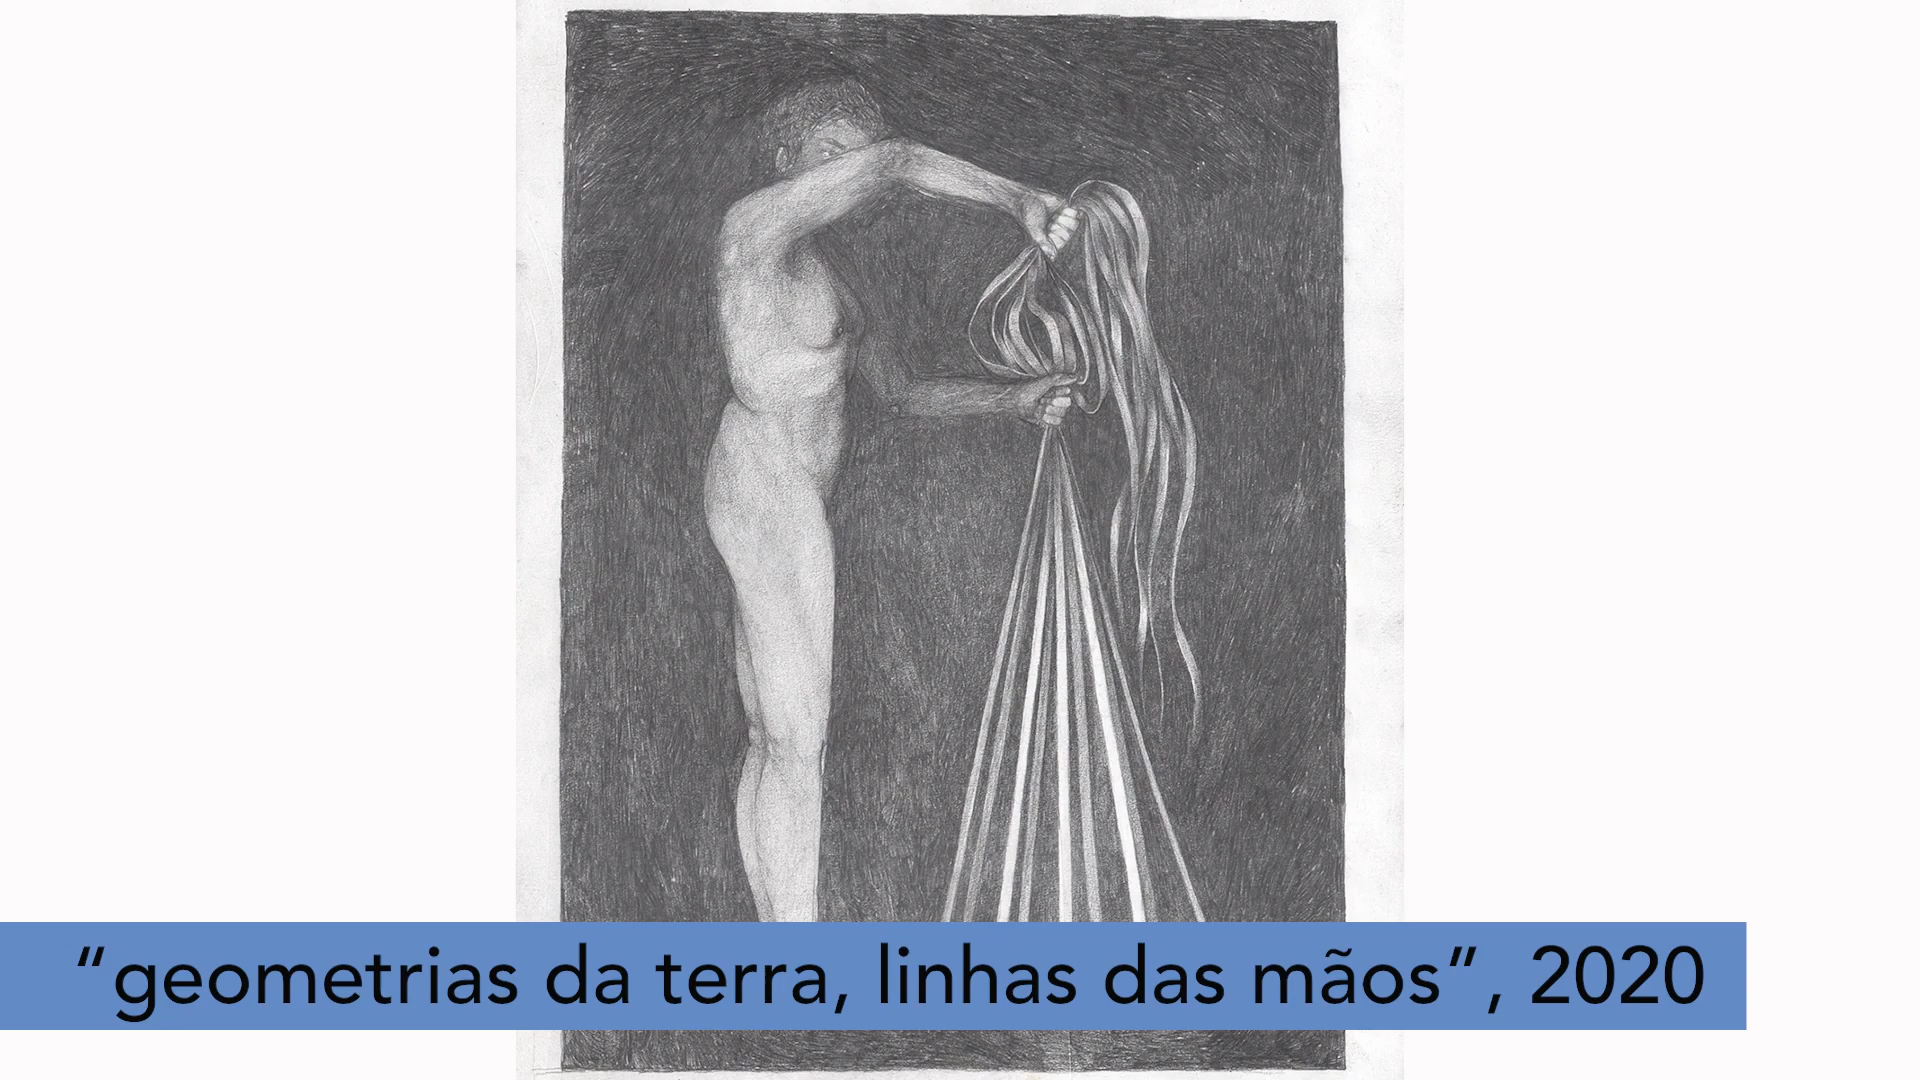 “geometrias da terra, linhas das mãos”, 2020